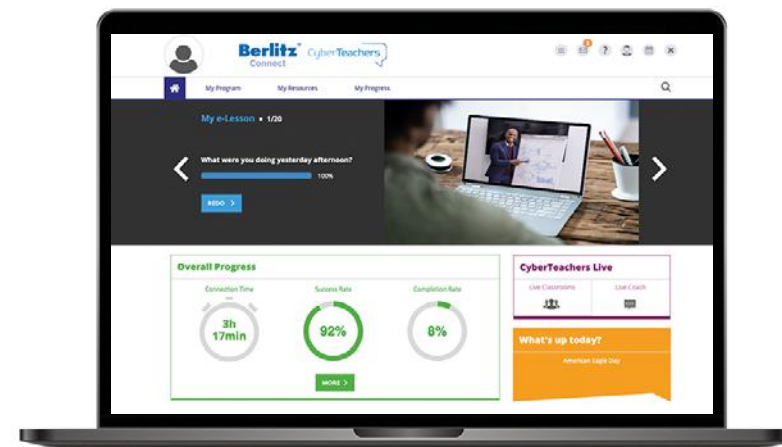 Berlitz® CyberTeachers
Connect
My Program My Resources My Progress
My e-Lesson • 1/20
What were you doing yesterday afternoon?
100%
REDO >
Overall Progress
Connection Time Success Rate Completion Rate
3h
17min
92%
8%
MORE >
CyberTeachers Live
Live Classrooms Live Coach
What's up today?
American Eagle Day